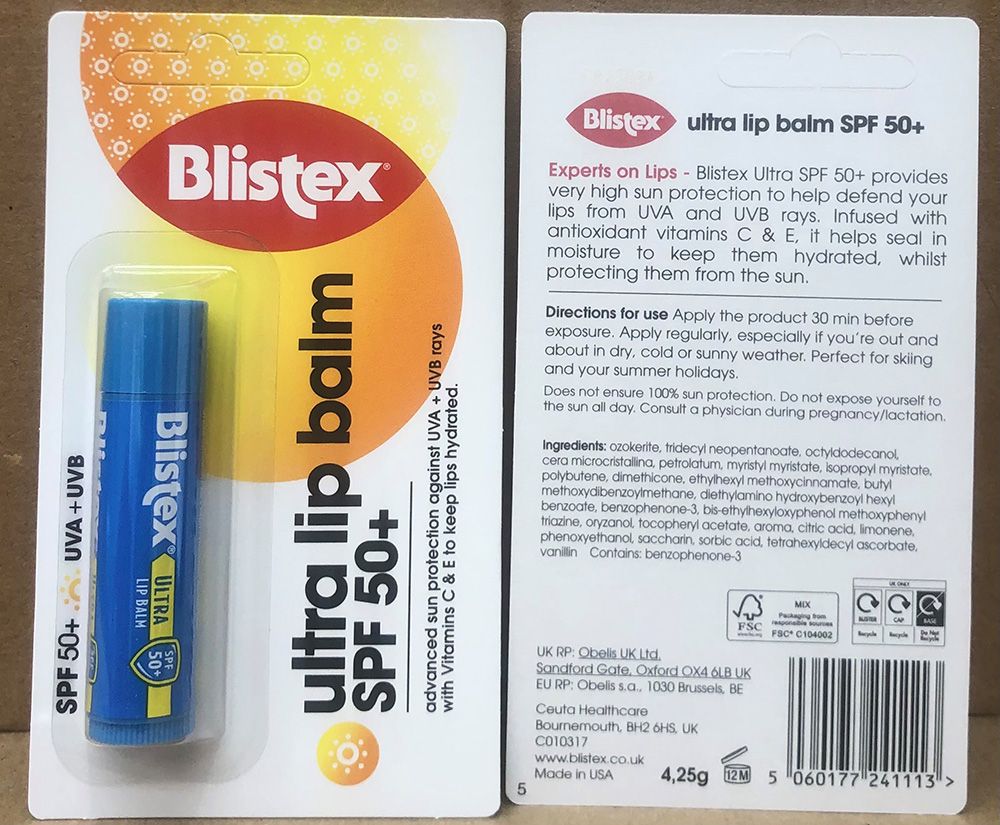 Blistex®
ultra lip balm
SPF 50+
advanced sun protection against UVA + UVB rays
with Vitamins C & E to keep lips hydrated.
SPF 50+ UVA + UVB
Blistex®
ULTRA
LIP BALM
SPF
50+
Blistex®
ultra lip balm SPF 50+
Experts on Lips - Blistex Ultra SPF 50+ provides
very high sun protection to help defend your
lips from UVA and UVB rays. Infused with
antioxidant vitamins C & E, it helps seal in
moisture to keep them hydrated, whilst
protecting them from the sun.
Directions for use Apply the product 30 min before
exposure. Apply regularly, especially if you're out and
about in dry, cold or sunny weather. Perfect for skiing
and your summer holidays.
Does not ensure 100% sun protection. Do not expose yourself to
the sun all day. Consult a physician during pregnancy/lactation.
Ingredients: ozokerite, tridecyl neopentanoate, octyldodecanol,
cera microcristallina, petrolatum, myristyl myristate, isopropyl myristate,
polybutene, dimethicone, ethylhexyl methoxycinnamate, butyl
methoxydibenzoylmethane, diethylamino hydroxybenzoyl hexyl
benzoate, benzophenone-3, bis-ethylhexyloxyphenol methoxyphenyl
triazine, oryzanol, tocopheryl acetate, aroma, citric acid, limonene,
phenoxyethanol, saccharin, sorbic acid, tetrahexyldecyl ascorbate,
vanillin Contains: benzophenone-3
FSC
MIX
Packaging from
responsible sources
FSC® C104002
UK ONLY
BLISTER
CAP
BASE
Recycle
Recycle
Do Not
Recycle
UK RP: Obelis UK Ltd.
Sandford Gate, Oxford OX4 6LB UK
EU RP: Obelis s.a., 1030 Brussels, BE
Ceuta Healthcare
Bournemouth, BH2 6HS, UK
C010317
www.blistex.co.uk
Made in USA
4,25g
12M
5 060177 241113 >
5